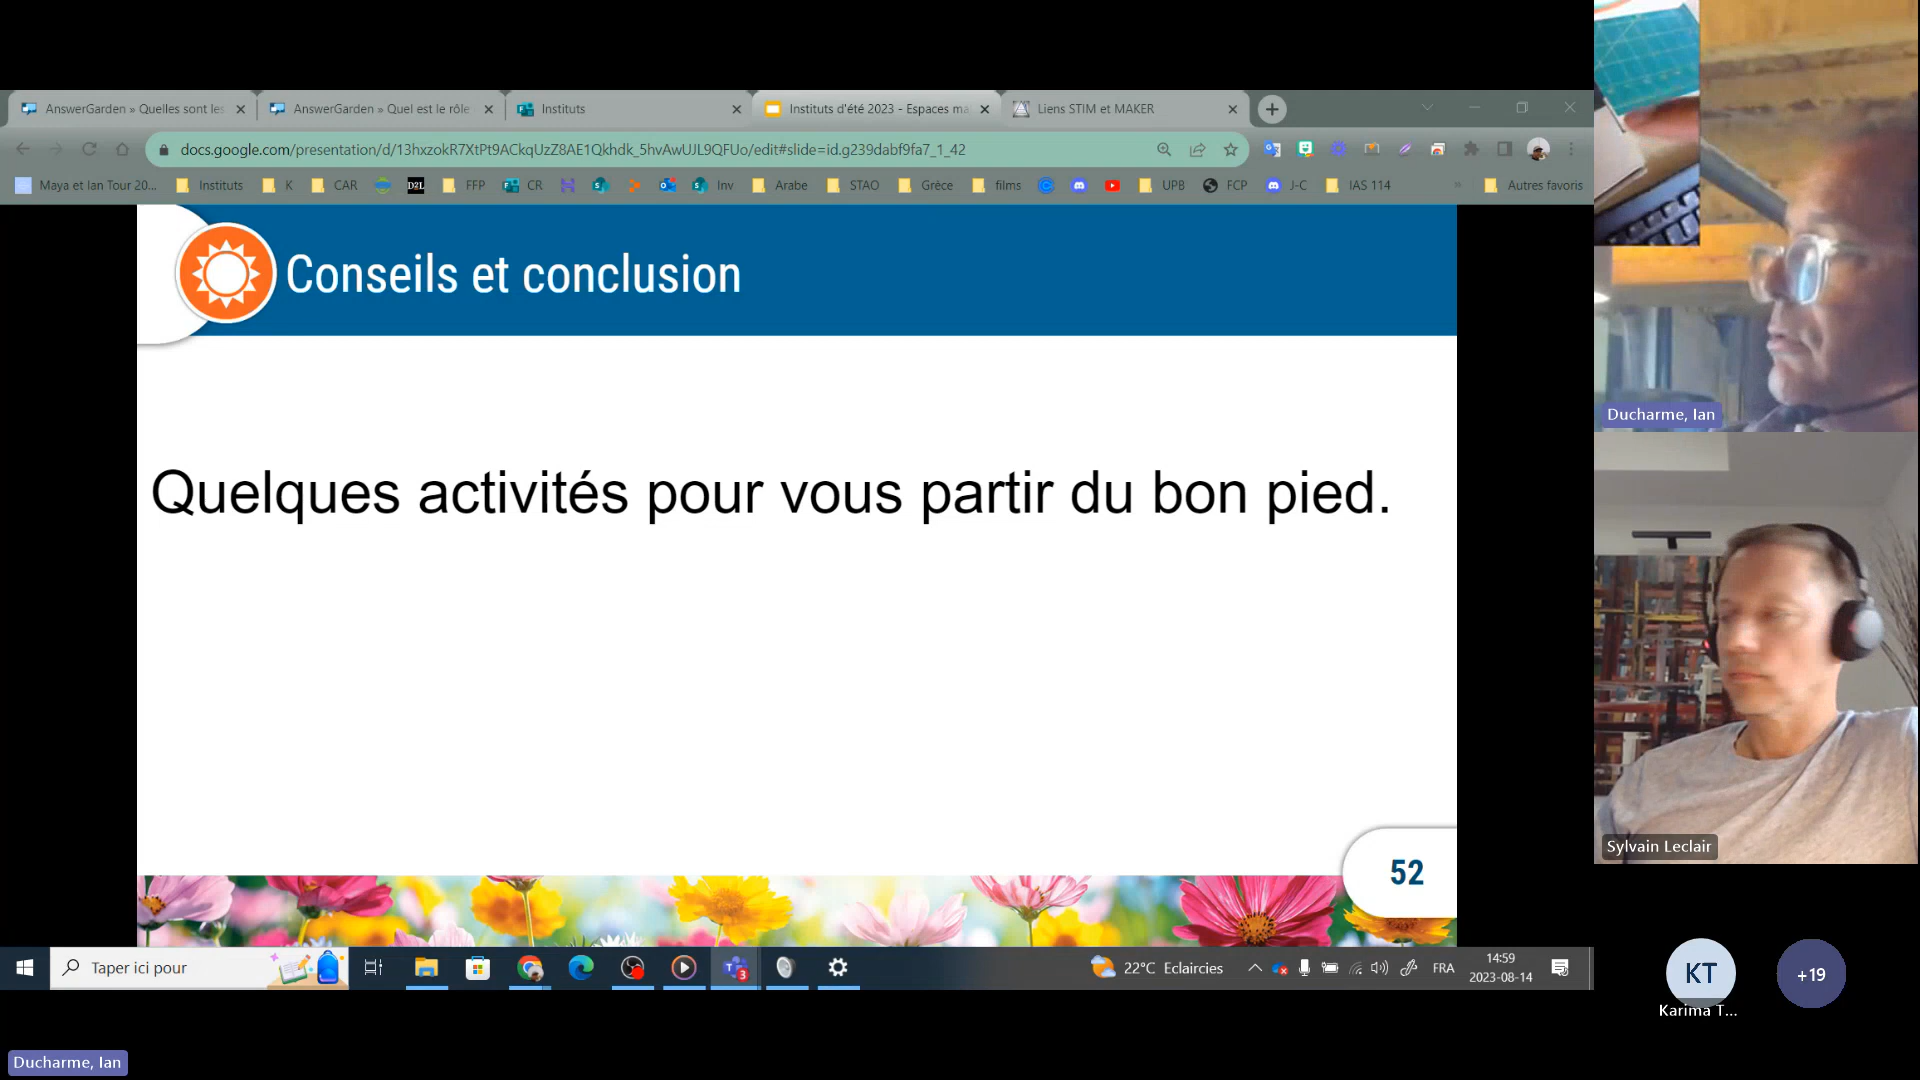 AnswerGarden » Quelles sont les
AnswerGarden » Quel est le rôle
Instituts
Instituts d'été 2023 - Espaces ma
Liens STIM et MAKER
docs.google.com/presentation/d/13hxzokR7XtPt9ACkqUzZ8AE1Qkhdk_5hvAwUJL9QFUo/edit#slide=id.g239dabf9fa7_1_42
Maya et Ian Tour 20... Instituts K CAR D2L FFP CR Inv Arabe STAO Grèce films UPB FCP J-C IAS 114 » Autres favoris
Conseils et conclusion
Quelques activités pour vous partir du bon pied.
52
Taper ici pour
3
22°C Eclaircies
FRA
14:59
2023-08-14
Ducharme, Ian
Sylvain Leclair
KT
Karima T...
+19
Ducharme, Ian